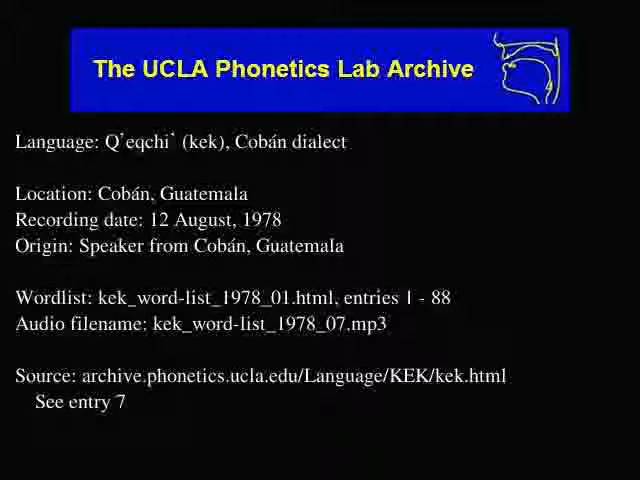 The UCLA Phonetics Lab Archive
Language: Q'eqchi` (kek), Cobán dialect
Location: Cobán, Guatemala
Recording date: 12 August, 1978
Origin: Speaker from Cobán, Guatemala
Wordlist: kek_word-list_1978_01.html, entries 1 - 88
Audio filename: kek_word-list_1978_07.mp3
Source: archive.phonetics.ucla.edu/Language/KEK/kek.html
See entry 7